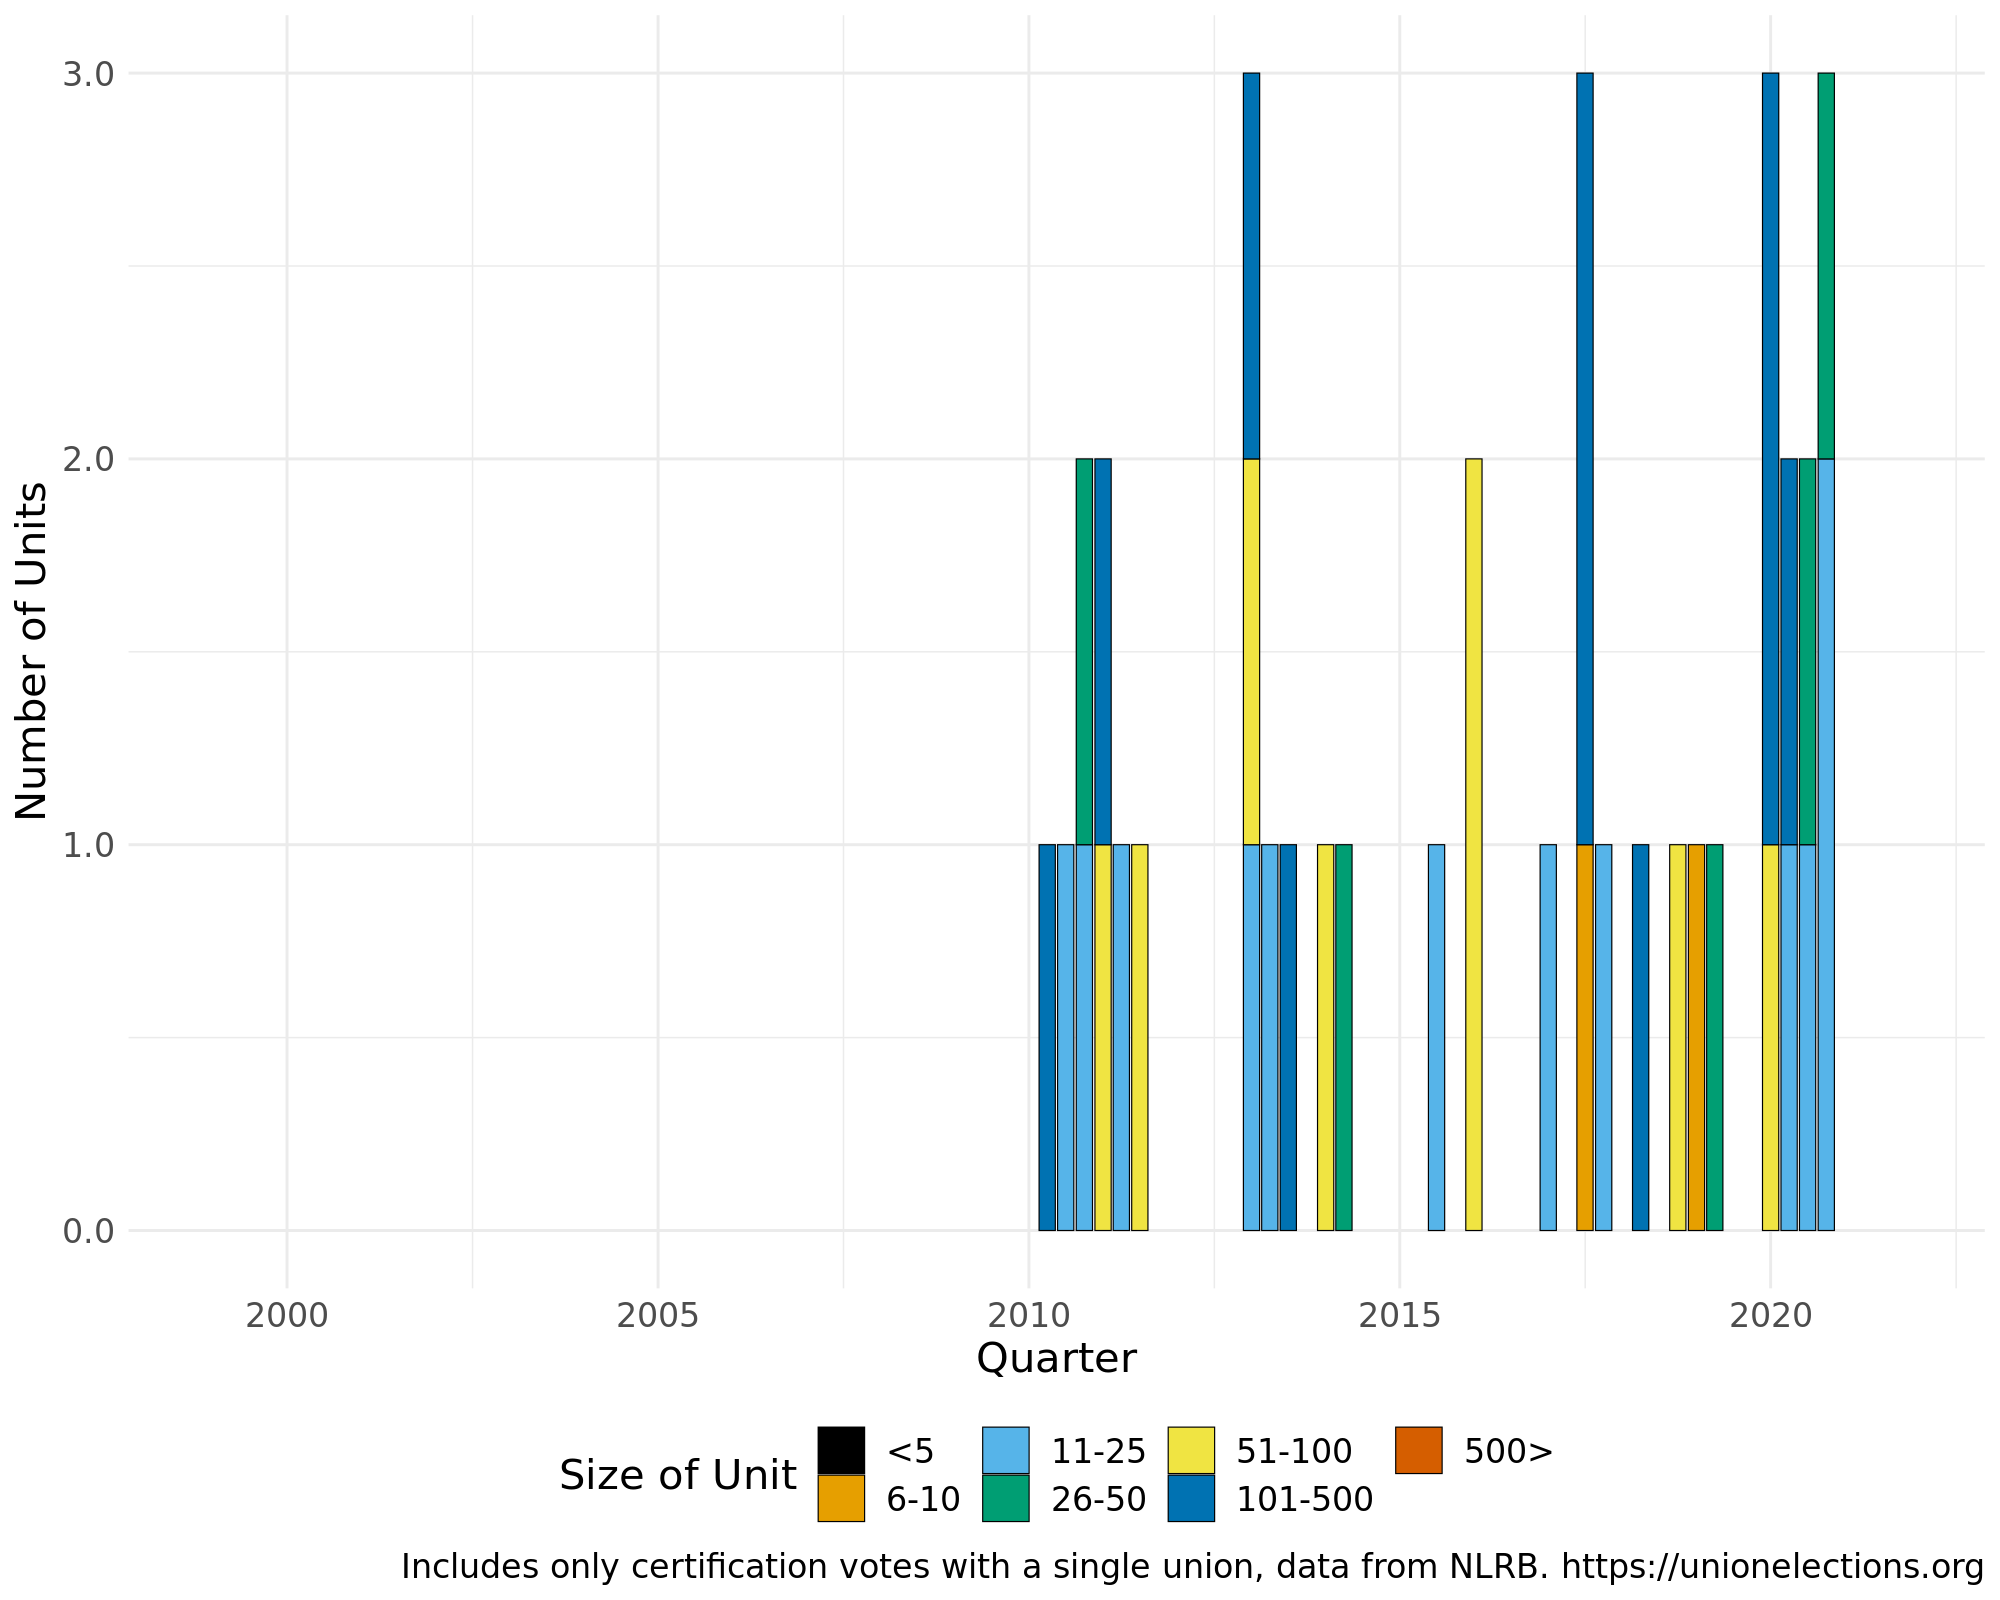 3.0
2.0
1.0
0.0
Number of Units
2000 2005 2010 2015 2020
Quarter
Size of Unit
<5 11-25 51-100 500>
6-10 26-50 101-500
Includes only certification votes with a single union, data from NLRB. https://unionelections.org